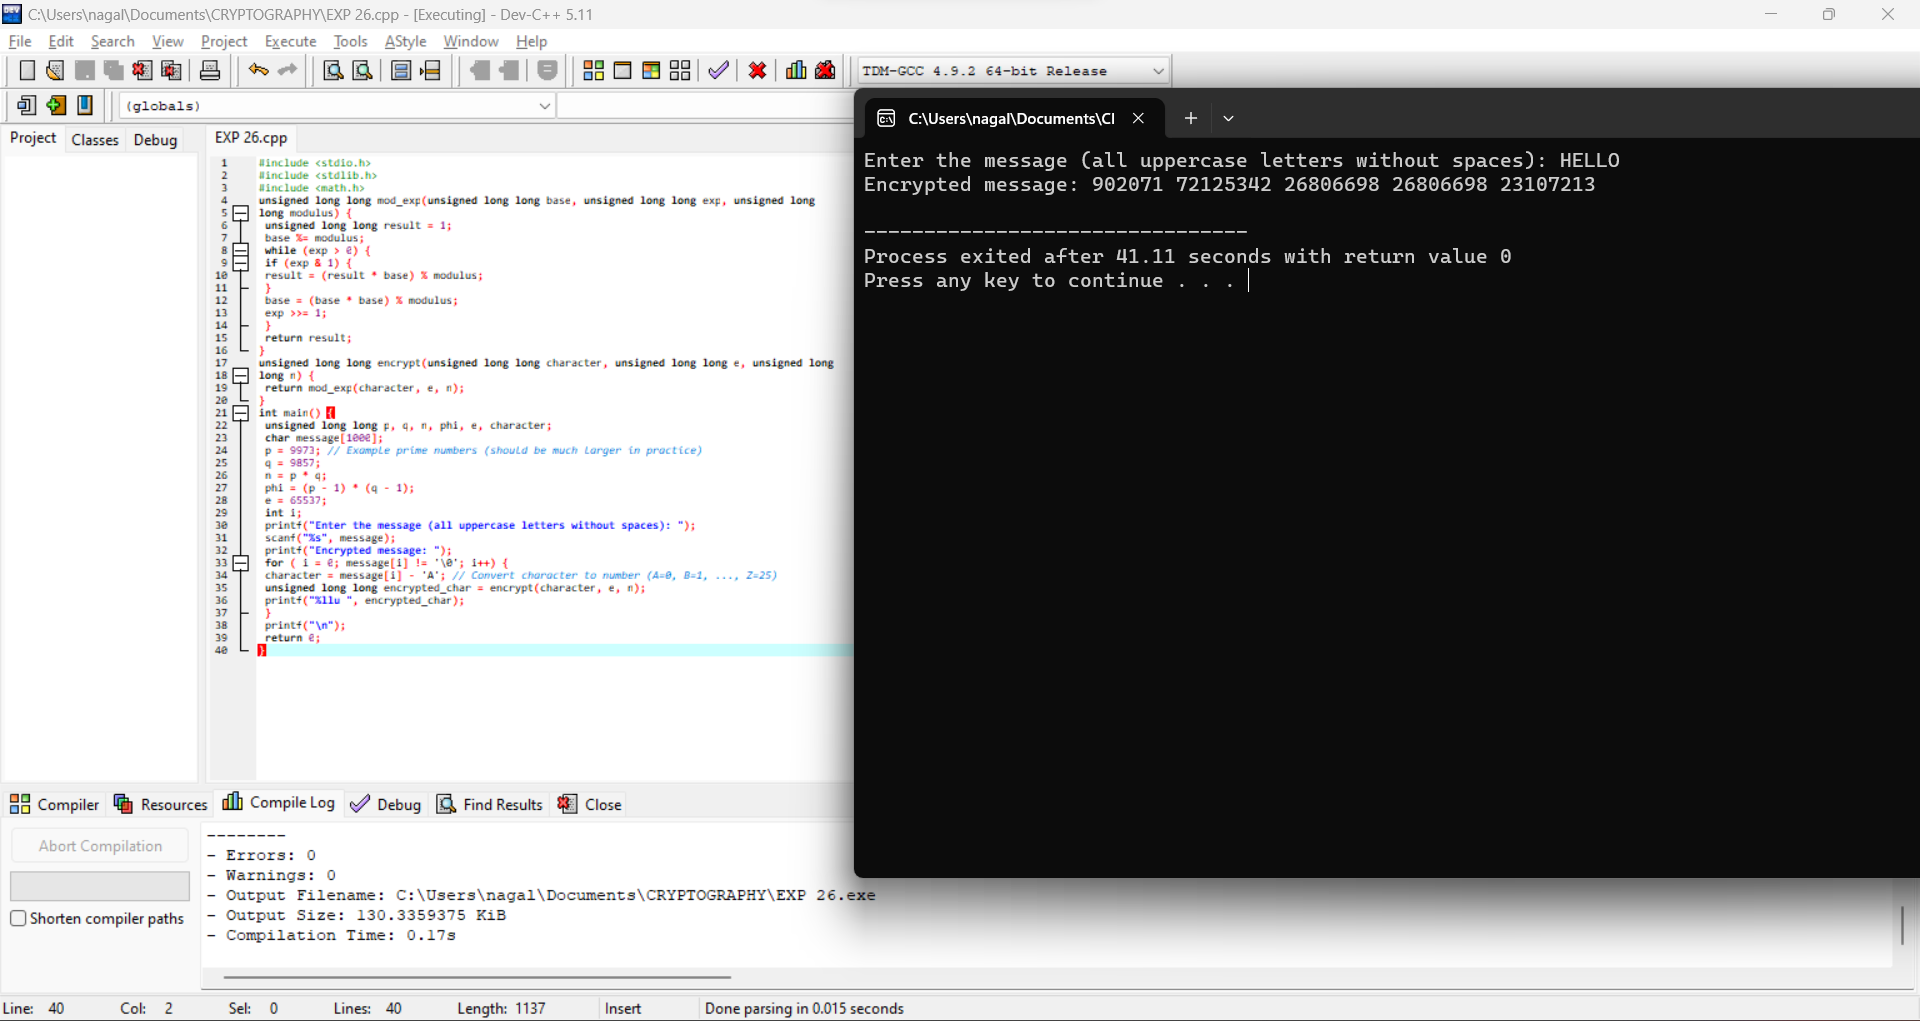 C:\Users\nagal\Documents\CRYPTOGRAPHY\EXP 26.cpp - [Executing] - Dev-C++ 5.11
File Edit Search View Project Execute Tools AStyle Window Help
TDM-GCC 4.9.2 64-bit Release
(globals)
Project Classes Debug
EXP 26.cpp
1 #include <stdio.h>
2 #include <stdlib.h>
3 #include <math.h>
4 unsigned long long mod_exp(unsigned long long base, unsigned long long exp, unsigned long
5 long modulus) {
6 unsigned long long result = 1;
7 base %= modulus;
8 while (exp > 0) {
9 if (exp & 1) {
10 result = (result * base) % modulus;
11 }
12 base = (base * base) % modulus;
13 exp >>= 1;
14 }
15 return result;
16 }
17 unsigned long long encrypt(unsigned long long character, unsigned long long e, unsigned long
18 long n) {
19 return mod_exp(character, e, n);
20 }
21 int main() {
22 unsigned long long p, q, n, phi, e, character;
23 char message[1000];
24 p = 9973; // Example prime numbers (should be much larger in practice)
25 q = 9857;
26 n = p * q;
27 phi = (p - 1) * (q - 1);
28 e = 65537;
29 int i;
30 printf("Enter the message (all uppercase letters without spaces): ");
31 scanf("%s", message);
32 printf("Encrypted message: ");
33 for ( i = 0; message[i] != '\0'; i++) {
34 character = message[i] - 'A'; // Convert character to number (A=0, B=1, ..., Z=25)
35 unsigned long long encrypted_char = encrypt(character, e, n);
36 printf("%llu ", encrypted_char);
37 }
38 printf("\n");
39 return 0;
40 }
C:\Users\nagal\Documents\CI
Enter the message (all uppercase letters without spaces): HELLO
Encrypted message: 902071 72125342 26806698 26806698 23107213
--------------------------------
Process exited after 41.11 seconds with return value 0
Press any key to continue . . .
Compiler Resources Compile Log Debug Find Results Close
Abort Compilation
Shorten compiler paths
--------
- Errors: 0
- Warnings: 0
- Output Filename: C:\Users\nagal\Documents\CRYPTOGRAPHY\EXP 26.exe
- Output Size: 130.3359375 KiB
- Compilation Time: 0.17s
Line: 40 Col: 2 Sel: 0 Lines: 40 Length: 1137 Insert Done parsing in 0.015 seconds